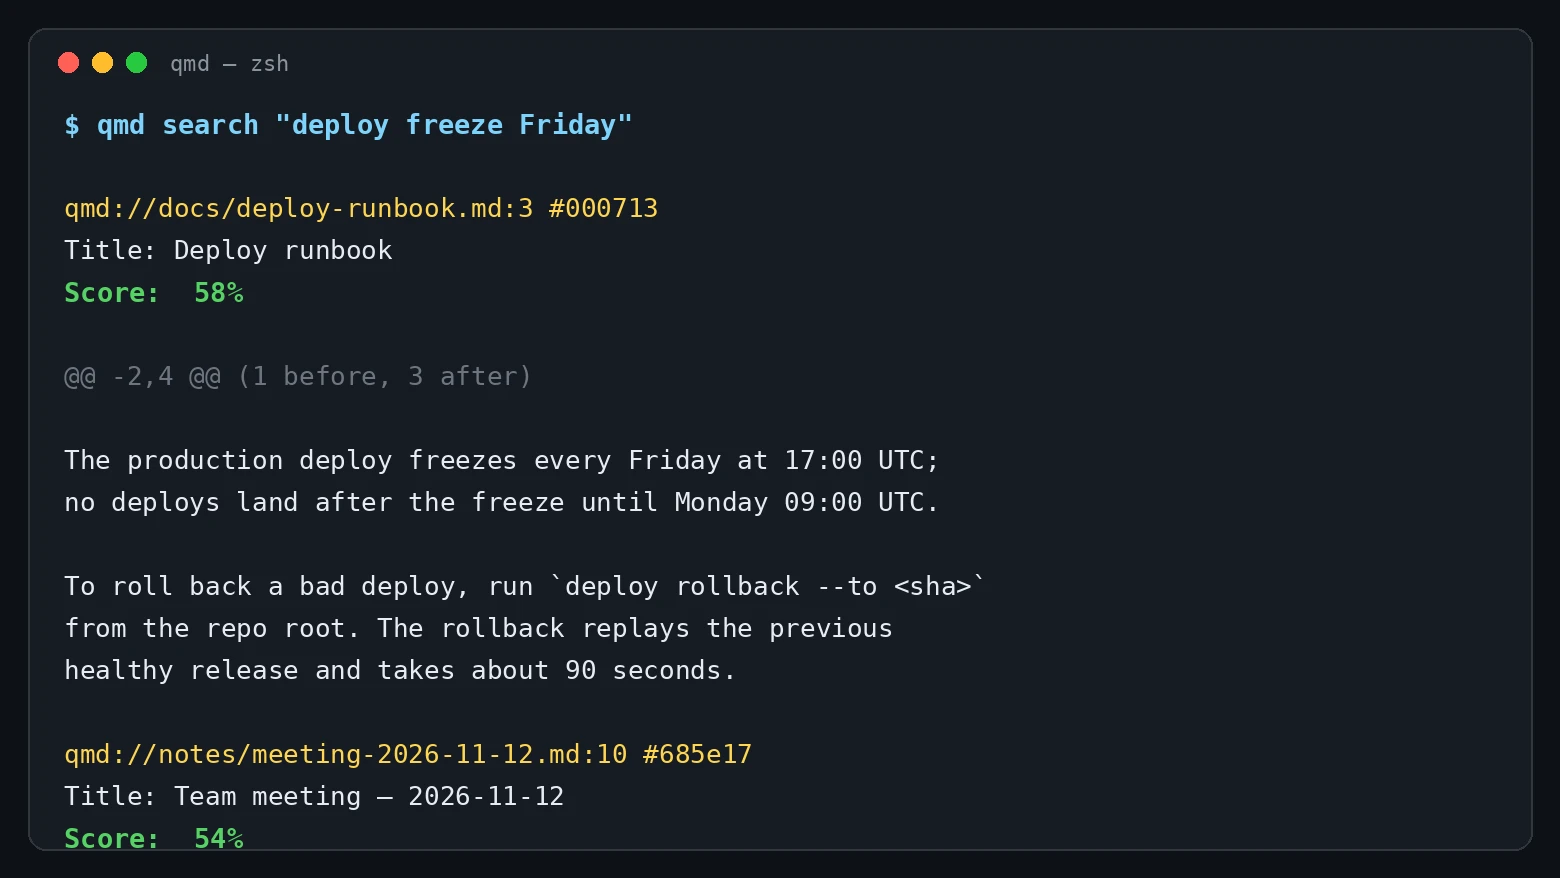 qmd — zsh
$ qmd search "deploy freeze Friday"
qmd://docs/deploy-runbook.md:3 #000713
Title: Deploy runbook
Score:  58%
@@ -2,4 @@ (1 before, 3 after)
The production deploy freezes every Friday at 17:00 UTC;
no deploys land after the freeze until Monday 09:00 UTC.
To roll back a bad deploy, run `deploy rollback --to <sha>`
from the repo root. The rollback replays the previous
healthy release and takes about 90 seconds.
qmd://notes/meeting-2026-11-12.md:10 #685e17
Title: Team meeting — 2026-11-12
Score:  54%